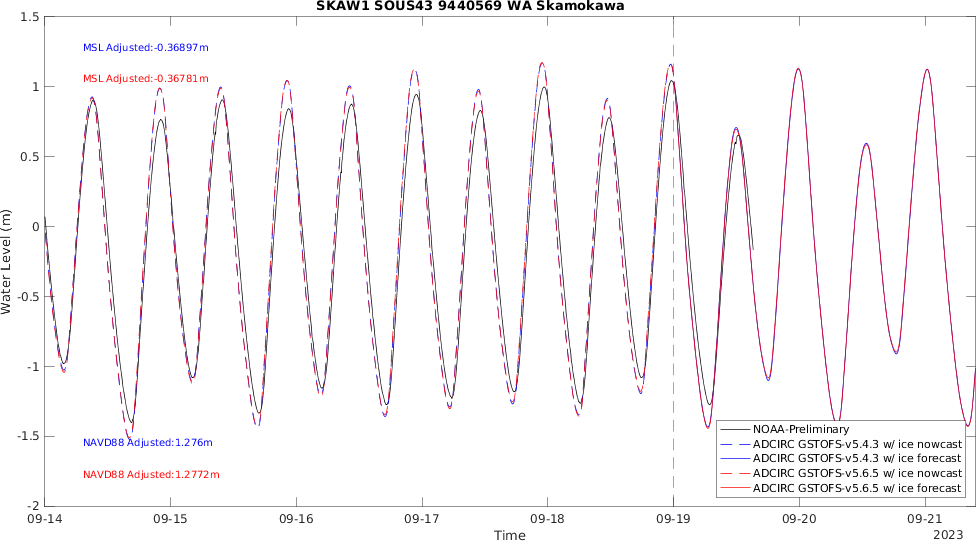 SKAW1 SOUS43 9440569 WA Skamokawa
MSL Adjusted:-0.36897m
MSL Adjusted:-0.36781m
NAVD88 Adjusted:1.276m
NAVD88 Adjusted:1.2772m
Water Level (m)
1.5
1
0.5
0
-0.5
-1
-1.5
-2
NOAA-Preliminary
ADCIRC GSTOFS-v5.4.3 w/ ice nowcast
ADCIRC GSTOFS-v5.4.3 w/ ice forecast
ADCIRC GSTOFS-v5.6.5 w/ ice nowcast
ADCIRC GSTOFS-v5.6.5 w/ ice forecast
09-14 09-15 09-16 09-17 09-18 09-19 09-20 09-21
Time
2023